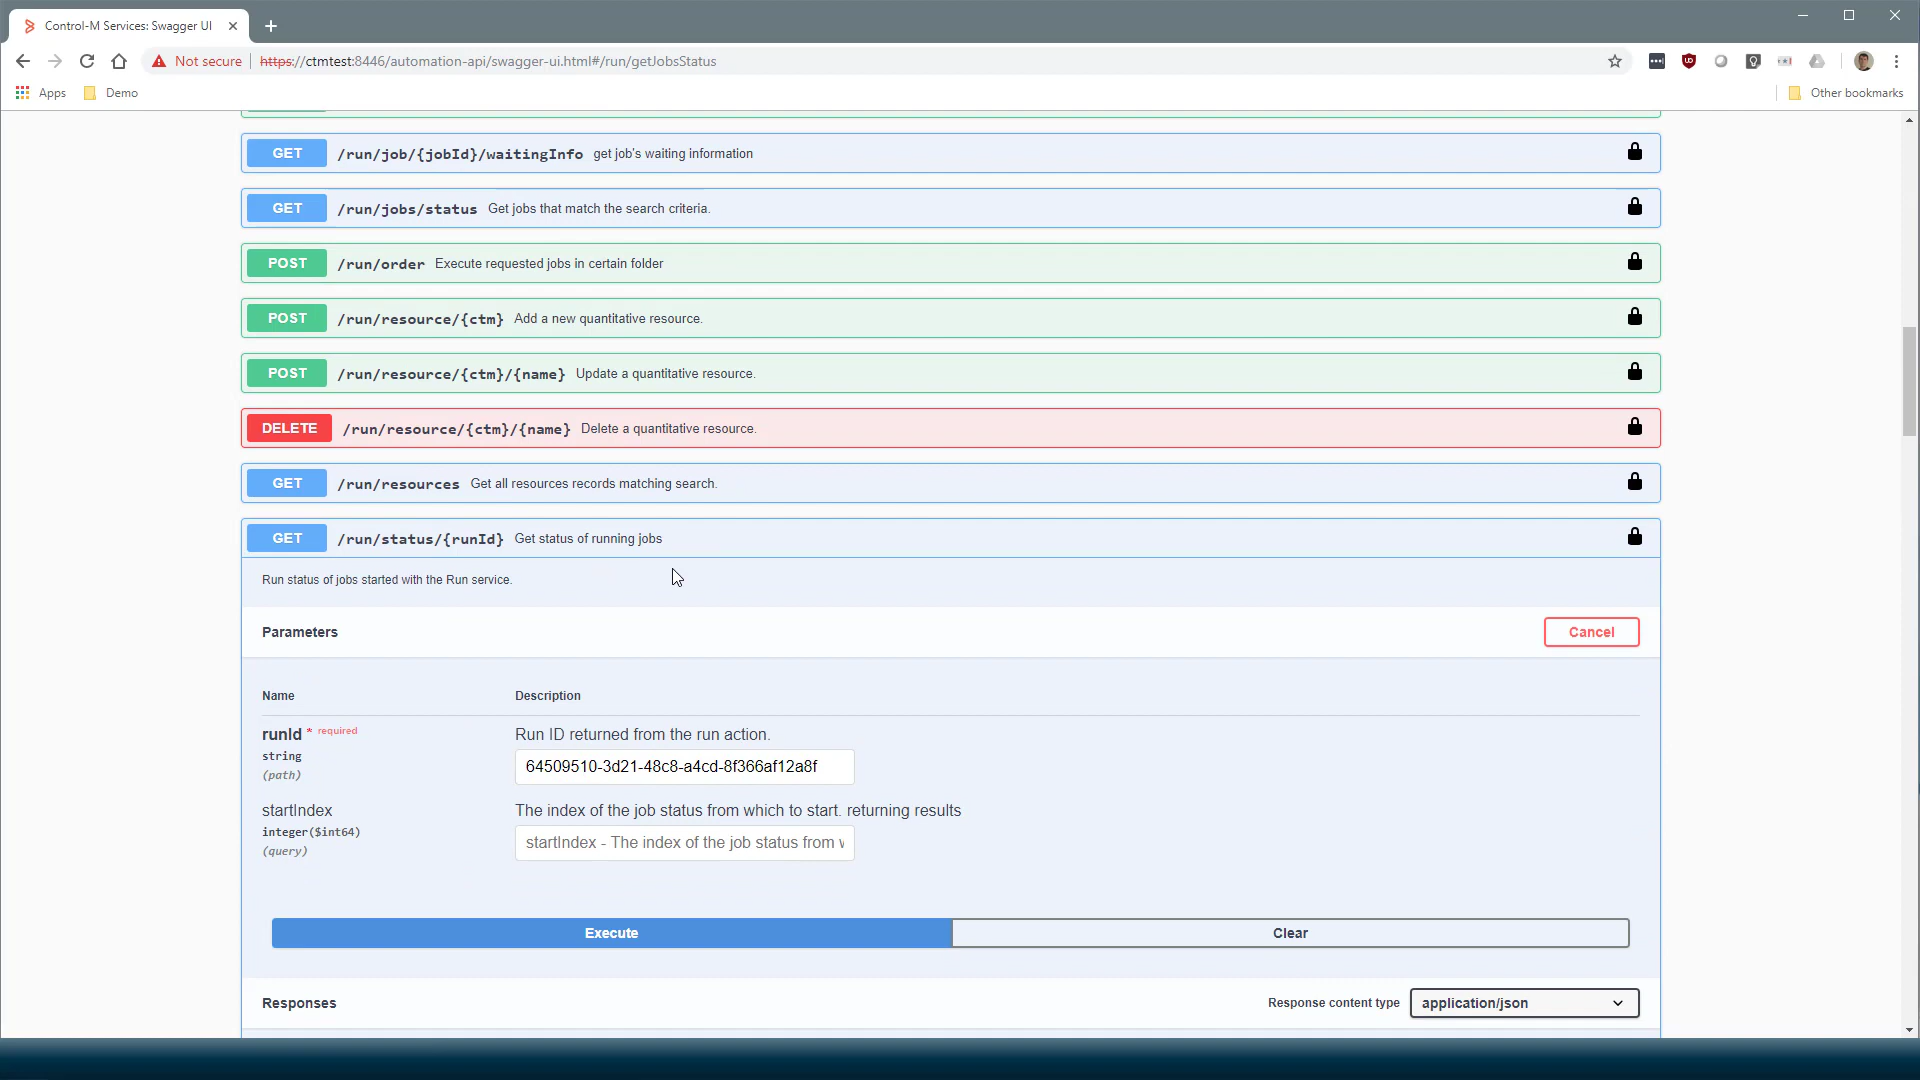 Control-M Services: Swagger UI
Not secure
https://ctmtest:8446/automation-api/swagger-ui.html#/run/getJobsStatus
Apps
Demo
Other bookmarks
GET /run/job/{jobId}/waitingInfo get job's waiting information
GET /run/jobs/status Get jobs that match the search criteria.
POST /run/order Execute requested jobs in certain folder
POST /run/resource/{ctm} Add a new quantitative resource.
POST /run/resource/{ctm}/{name} Update a quantitative resource.
DELETE /run/resource/{ctm}/{name} Delete a quantitative resource.
GET /run/resources Get all resources records matching search.
GET /run/status/{runId} Get status of running jobs
Run status of jobs started with the Run service.
Parameters
Cancel
Name Description
runId * required
string
(path)
Run ID returned from the run action.
64509510-3d21-48c8-a4cd-8f366af12a8f
startIndex
integer($int64)
(query)
The index of the job status from which to start. returning results
startIndex - The index of the job status from
Execute
Clear
Responses
Response content type
application/json